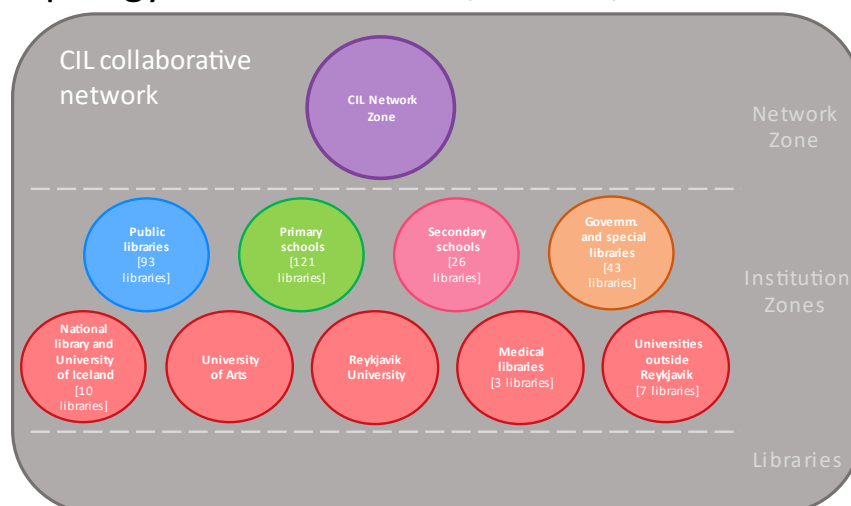 CIL collaborative
network
CIL Network
Zone
Network
Zone
Public
libraries
[93
libraries]
Primary
schools
[121
libraries]
Secondary
schools
[26
libraries]
Governm.
and special
libraries
[43
libraries]
Institution
Zones
National
library and
University
of Iceland
[10
libraries]
University
of Arts
Reykjavik
University
Medical
libraries
[3 libraries]
Universities
outside
Reykjavik
[7 libraries]
Libraries